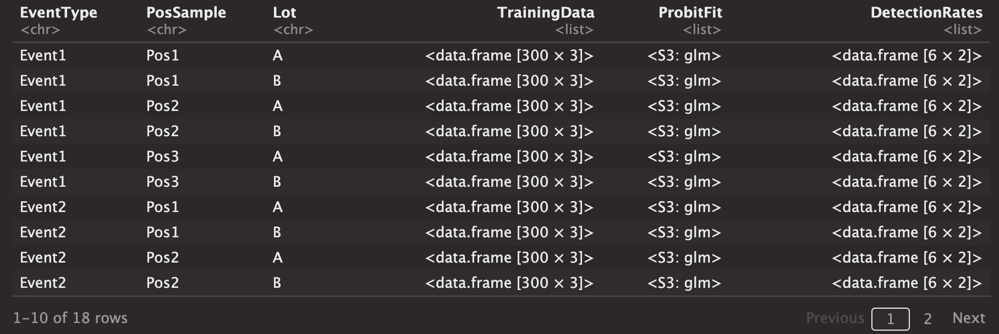 EventType PosSample Lot TrainingData ProbitFit DetectionRates
<chr> <chr> <chr> <list> <list> <list>
Event1 Pos1 A <data.frame [300 × 3]> <S3: glm> <data.frame [6 × 2]>
Event1 Pos1 B <data.frame [300 × 3]> <S3: glm> <data.frame [6 × 2]>
Event1 Pos2 A <data.frame [300 × 3]> <S3: glm> <data.frame [6 × 2]>
Event1 Pos2 B <data.frame [300 × 3]> <S3: glm> <data.frame [6 × 2]>
Event1 Pos3 A <data.frame [300 × 3]> <S3: glm> <data.frame [6 × 2]>
Event1 Pos3 B <data.frame [300 × 3]> <S3: glm> <data.frame [6 × 2]>
Event2 Pos1 A <data.frame [300 × 3]> <S3: glm> <data.frame [6 × 2]>
Event2 Pos1 B <data.frame [300 × 3]> <S3: glm> <data.frame [6 × 2]>
Event2 Pos2 A <data.frame [300 × 3]> <S3: glm> <data.frame [6 × 2]>
Event2 Pos2 B <data.frame [300 × 3]> <S3: glm> <data.frame [6 × 2]>
1–10 of 18 rows Previous 1 2 Next